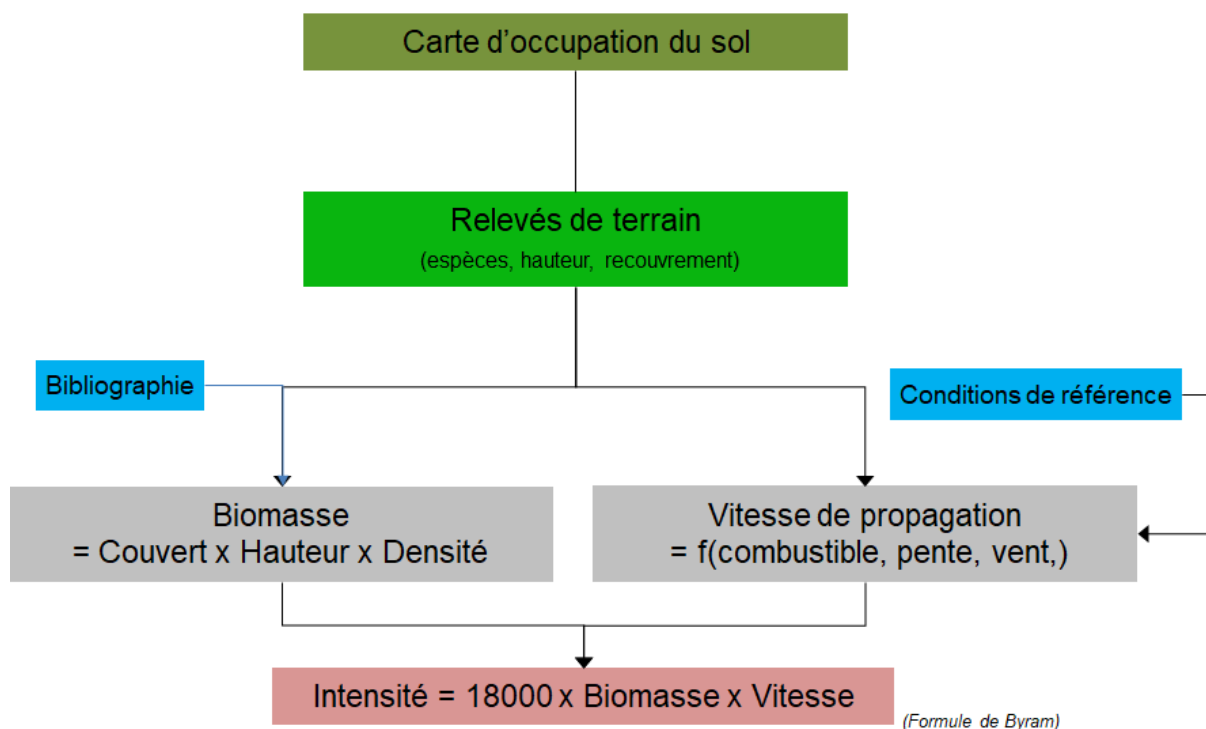 Carte d’occupation du sol
Relevés de terrain
(espèces, hauteur, recouvrement)
Bibliographie
Conditions de référence
Biomasse
= Couvert x Hauteur x Densité
Vitesse de propagation
= f(combustible, pente, vent,)
Intensité = 18000 x Biomasse x Vitesse
(Formule de Byram)